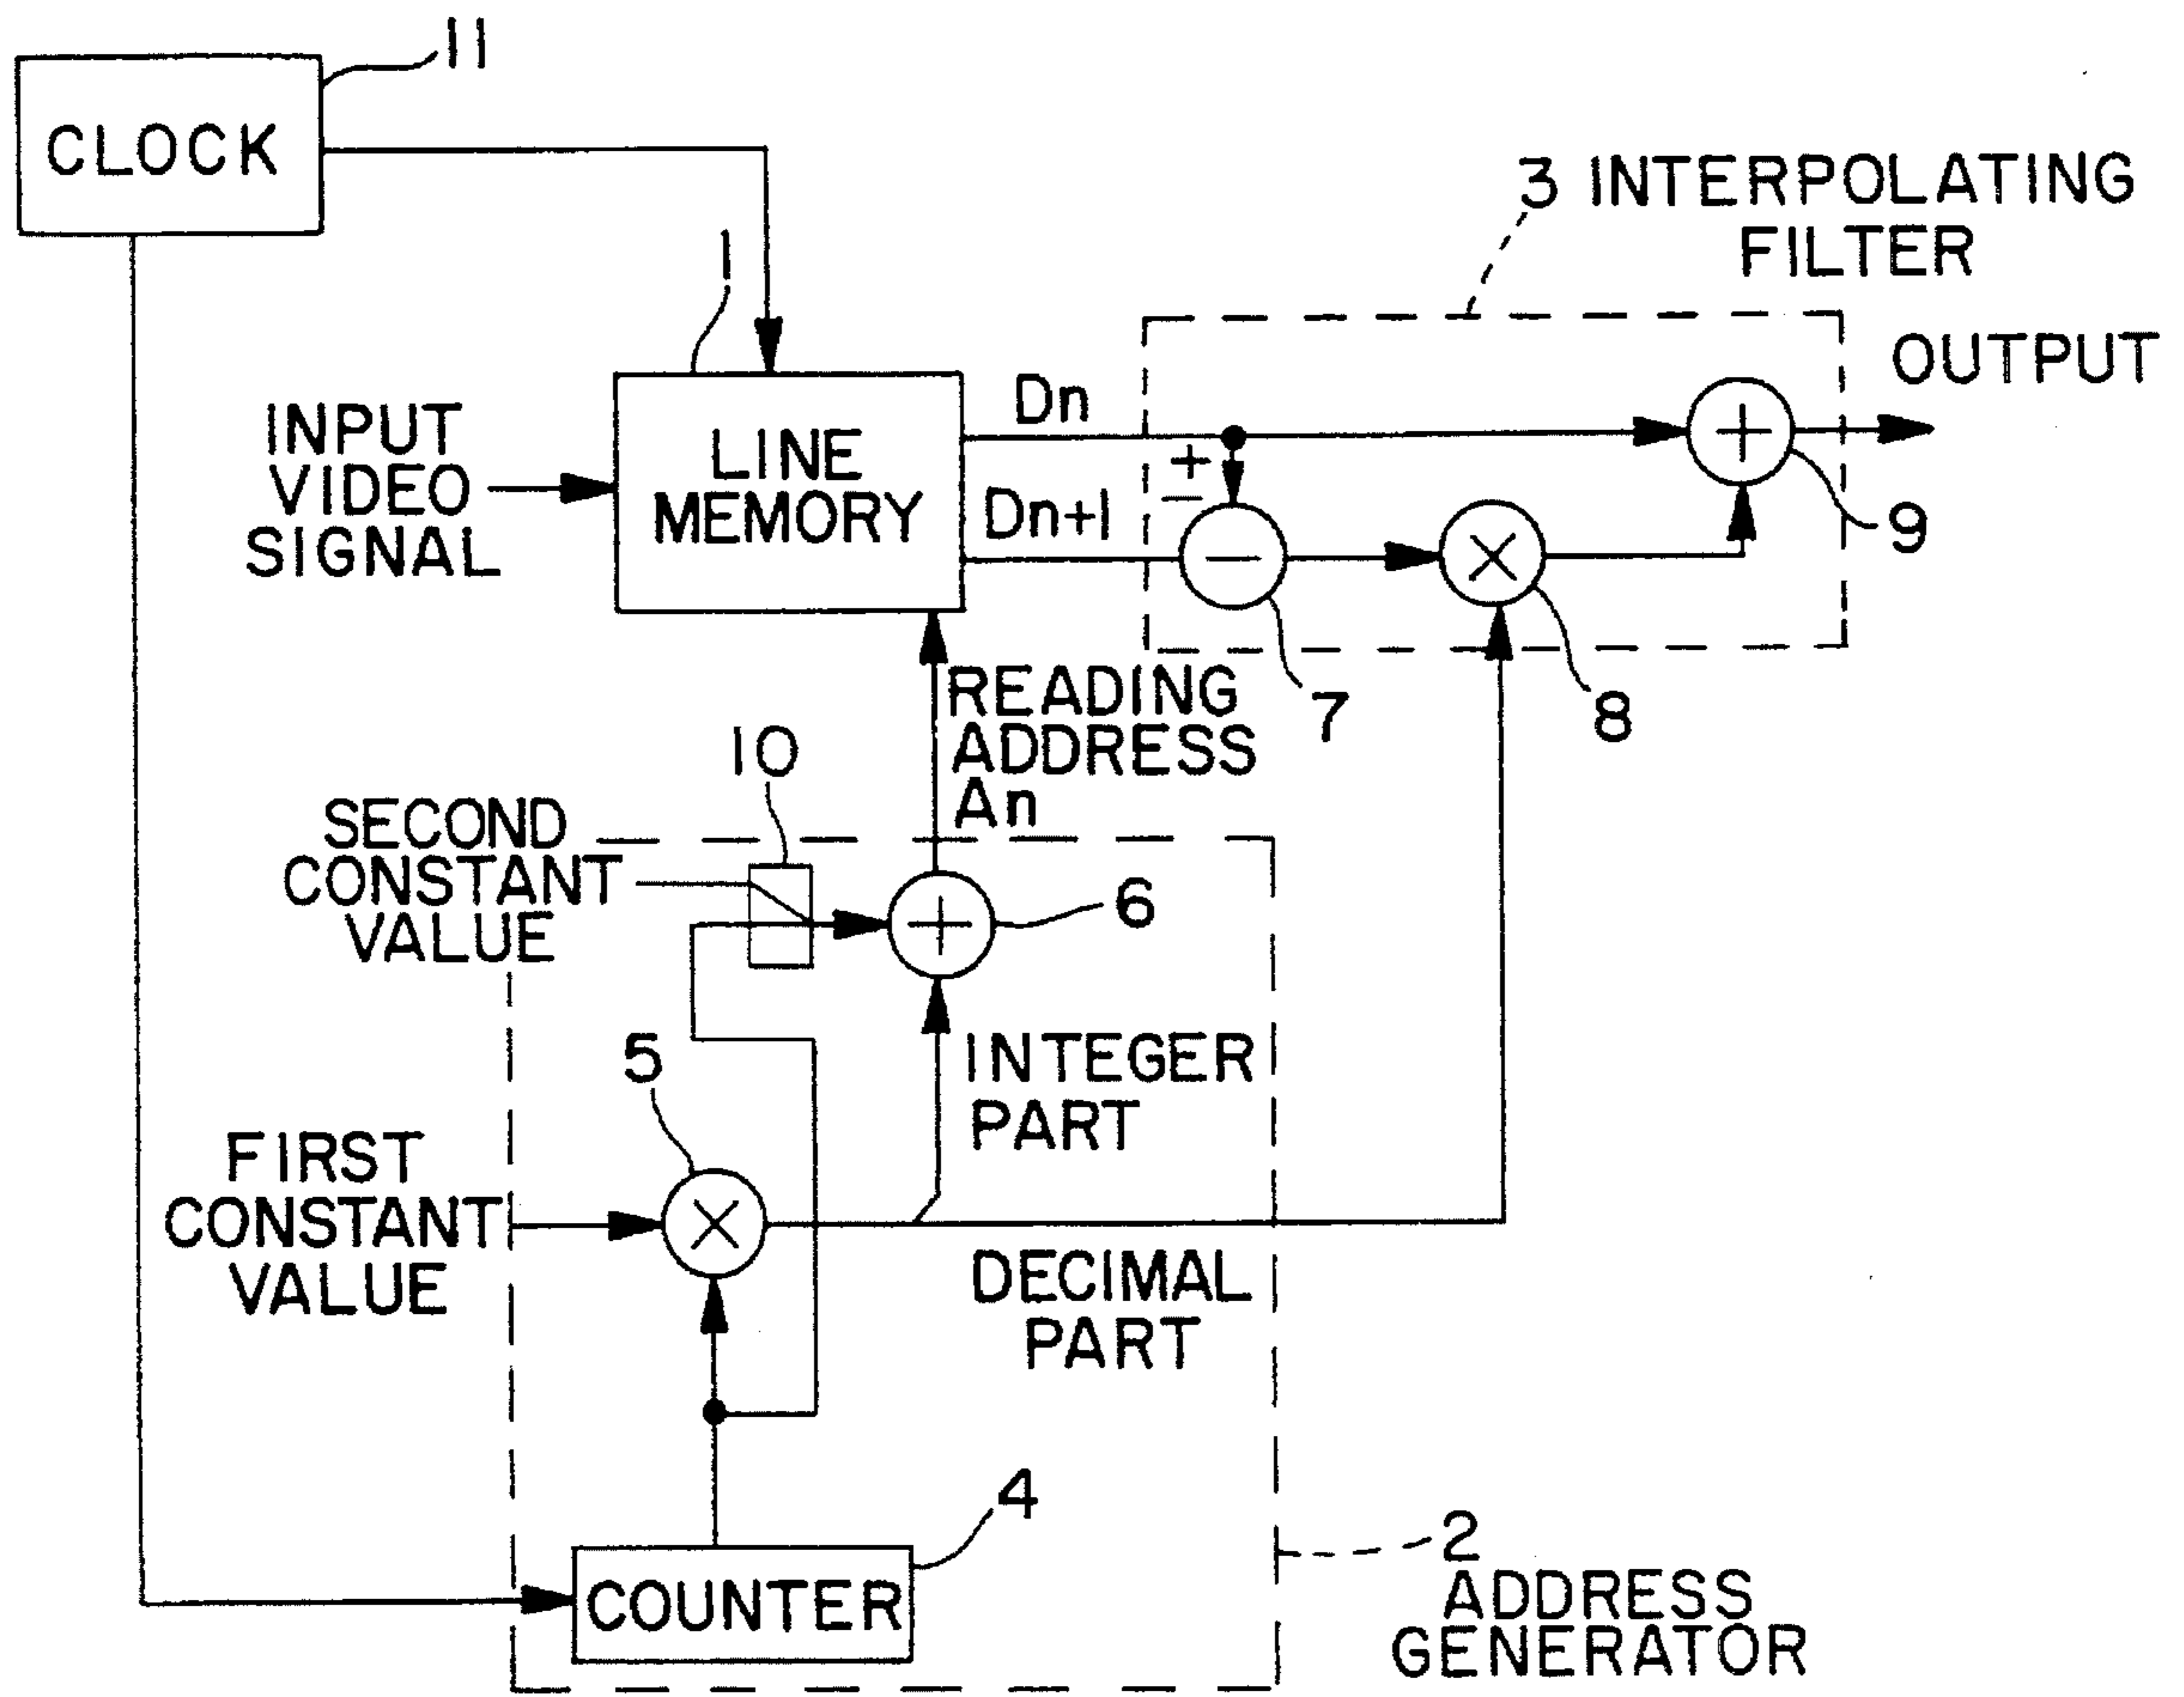 11
CLOCK
3 INTERPOLATING
FILTER
1
OUTPUT
Dn
INPUT
VIDEO
SIGNAL
LINE
MEMORY
+
+
−
Dn+1
−
×
9
READING
ADDRESS
An
7
8
10
SECOND
CONSTANT
VALUE
+
6
5
INTEGER
PART
FIRST
CONSTANT
VALUE
×
DECIMAL
PART
4
COUNTER
2
ADDRESS
GENERATOR